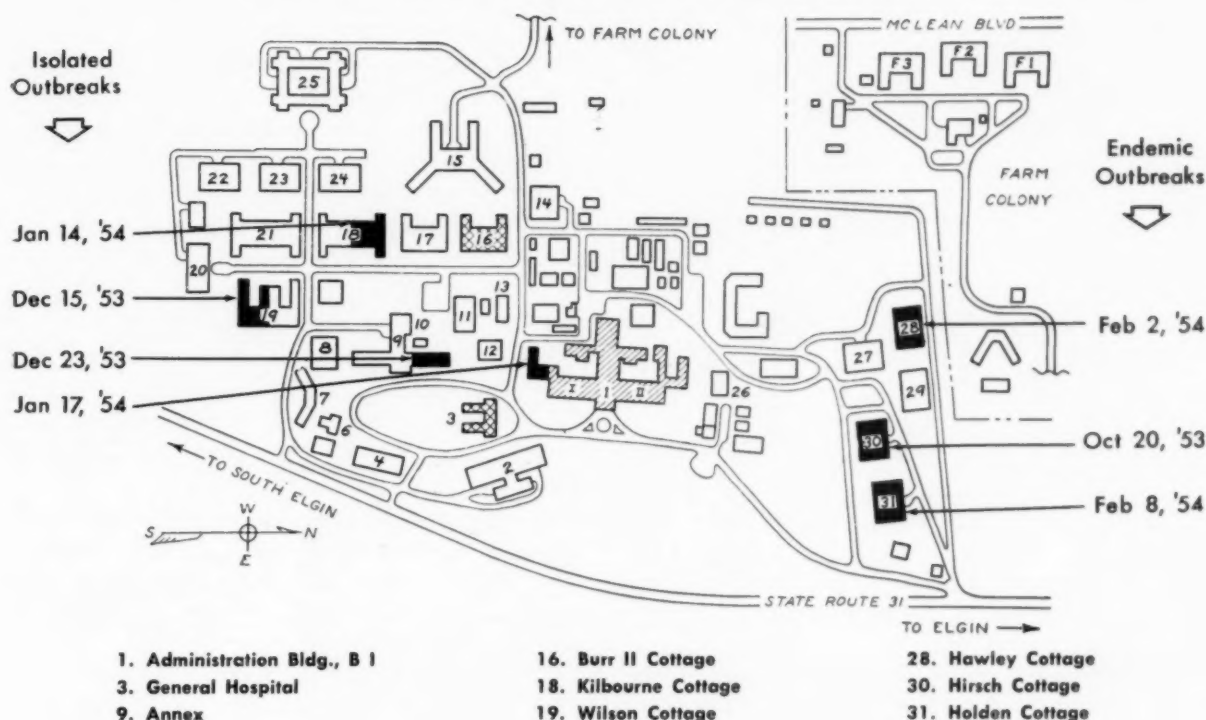 Isolated
Outbreaks
Jan 14, '54
Dec 15, '53
Dec 23, '53
Jan 17, '54
TO FARM COLONY
MCLEAN BLVD
F3
F2
F1
FARM
COLONY
Endemic
Outbreaks
Feb 2, '54
Oct 20, '53
Feb 8, '54
25
15
22
23
24
14
21
18
17
16
20
19
13
10
11
9
8
12
7
6
3
4
2
I
1
II
26
27
28
29
30
31
TO SOUTH ELGIN
W
S
N
E
STATE ROUTE 31
TO ELGIN
1. Administration Bldg., B I
3. General Hospital
9. Annex
16. Burr II Cottage
18. Kilbourne Cottage
19. Wilson Cottage
28. Hawley Cottage
30. Hirsch Cottage
31. Holden Cottage